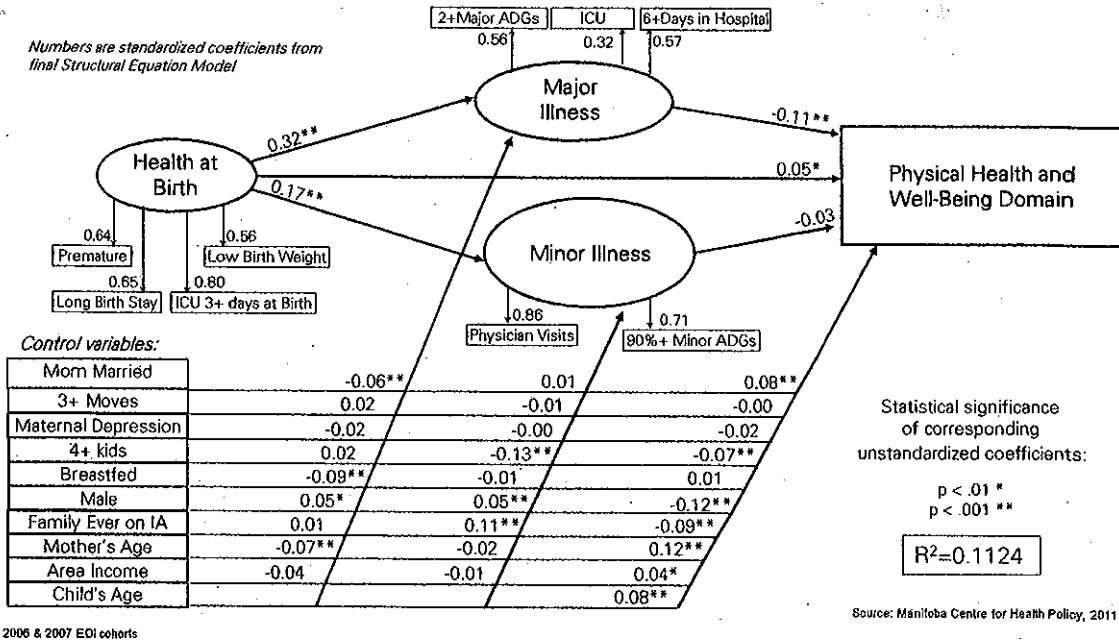 2+Major ADGs ICU 6+Days in Hospital
0.56 0.32 0.57
Numbers are standardized coefficients from
final Structural Equation Model
Major
Illness
0.32**
-0.11**
Health at
Birth
0.17**
0.05*
Physical Health and
Well-Being Domain
-0.03
Minor Illness
0.64 0.56
Premature Low Birth Weight
0.65 0.80
Long Birth Stay ICU 3+ days at Birth
0.86 0.71
Physician Visits 90%+ Minor ADGs
Control variables:
Mom Married -0.06** 0.01 0.08**
3+ Moves 0.02 -0.01 -0.00
Maternal Depression -0.02 -0.00 -0.02
4+ kids 0.02 -0.13** -0.07**
Breastfed -0.09** -0.01 0.01
Male 0.05* 0.05** -0.12**
Family Ever on IA 0.01 0.11** -0.09**
Mother's Age -0.07** -0.02 0.12**
Area Income -0.04 -0.01 0.04*
Child's Age 0.08**
Statistical significance
of corresponding
unstandardized coefficients:
p < .01 *
p < .001 **
R²=0.1124
Source: Manitoba Centre for Health Policy, 2011
2006 & 2007 EDI cohorts